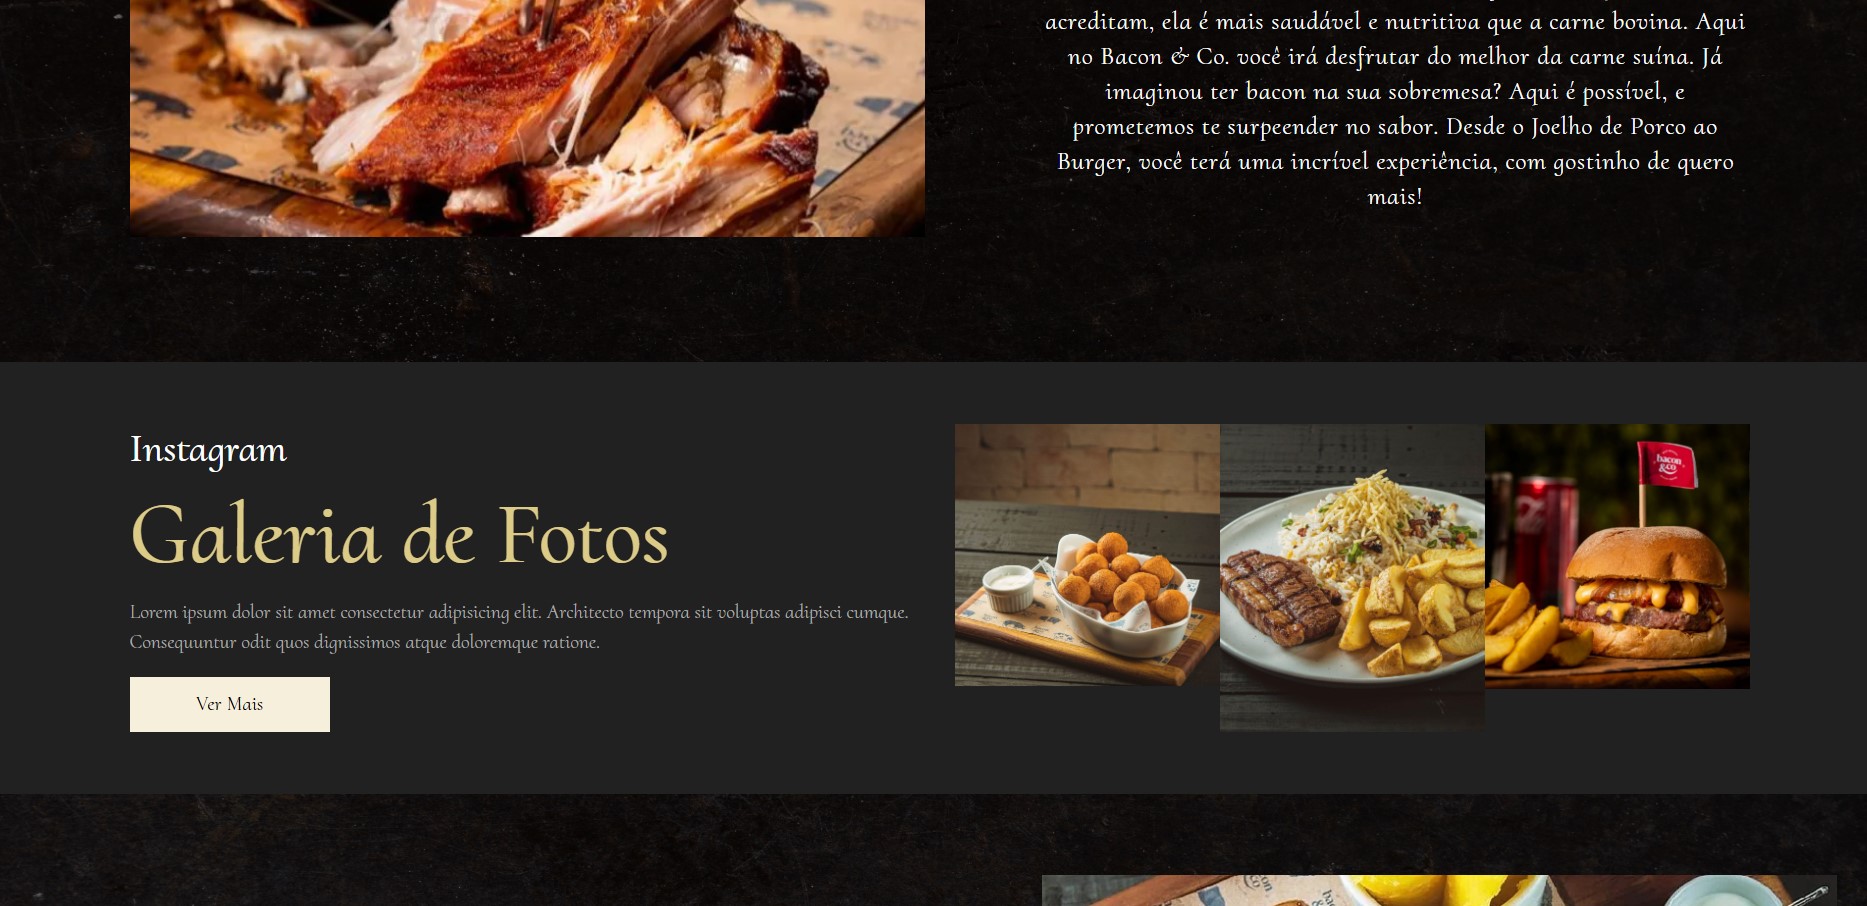 acreditam, ela é mais saudável e nutritiva que a carne bovina. Aqui
no Bacon & Co. você irá desfrutar do melhor da carne suína. Já
imaginou ter bacon na sua sobremesa? Aqui é possível, e
prometemos te surpeender no sabor. Desde o Joelho de Porco ao
Burger, você terá uma incrível experiência, com gostinho de quero
mais!
Instagram
Galeria de Fotos
Lorem ipsum dolor sit amet consectetur adipisicing elit. Architecto tempora sit voluptas adipisci cumque.
Consequuntur odit quos dignissimos atque doloremque ratione.
Ver Mais
bacon
&co